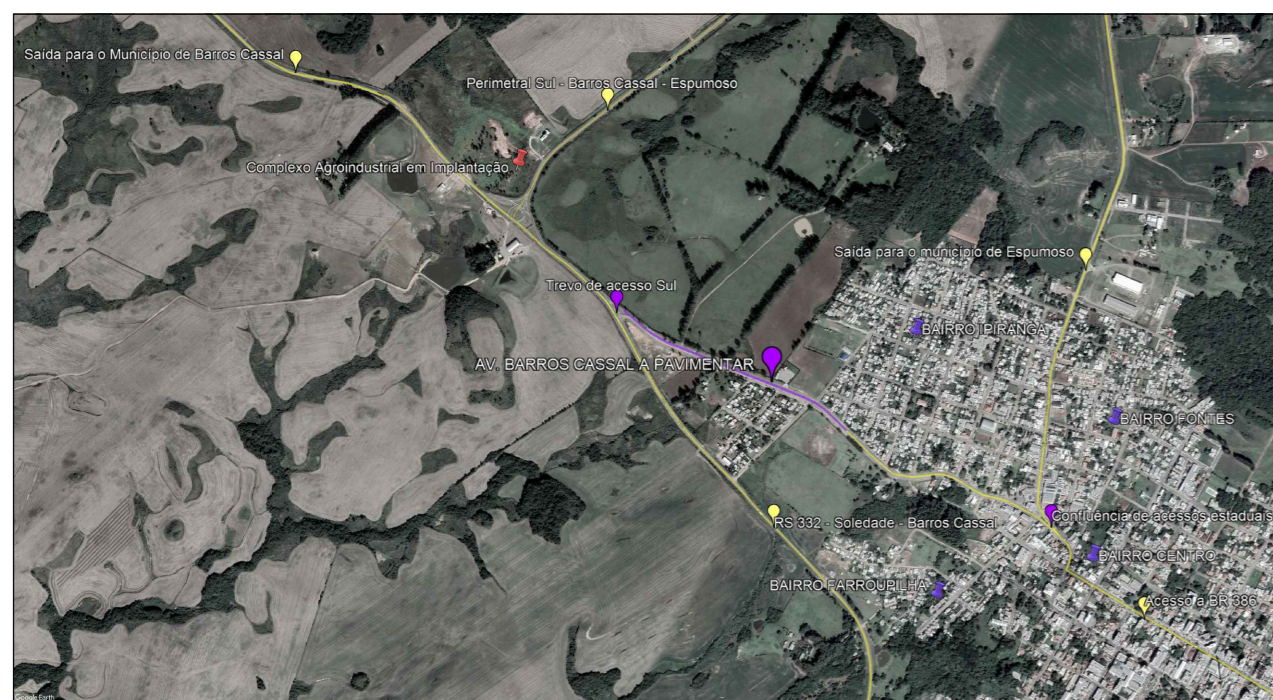 Saída para o Município de Barros Cassal
Perimetral Sul - Barros Cassal - Espumoso
Complexo Agroindustrial em Implantação
Saída para o município de Espumoso
Trevo de acesso Sul
BAIRRO IPIRANGA
AV. BARROS CASSAL A PAVIMENTAR
BAIRRO FONTES
Confluência de acessos estaduais
RS 332 - Soledade - Barros Cassal
BAIRRO CENTRO
BAIRRO FARROUPILHA
Acesso a BR 386
Google Earth